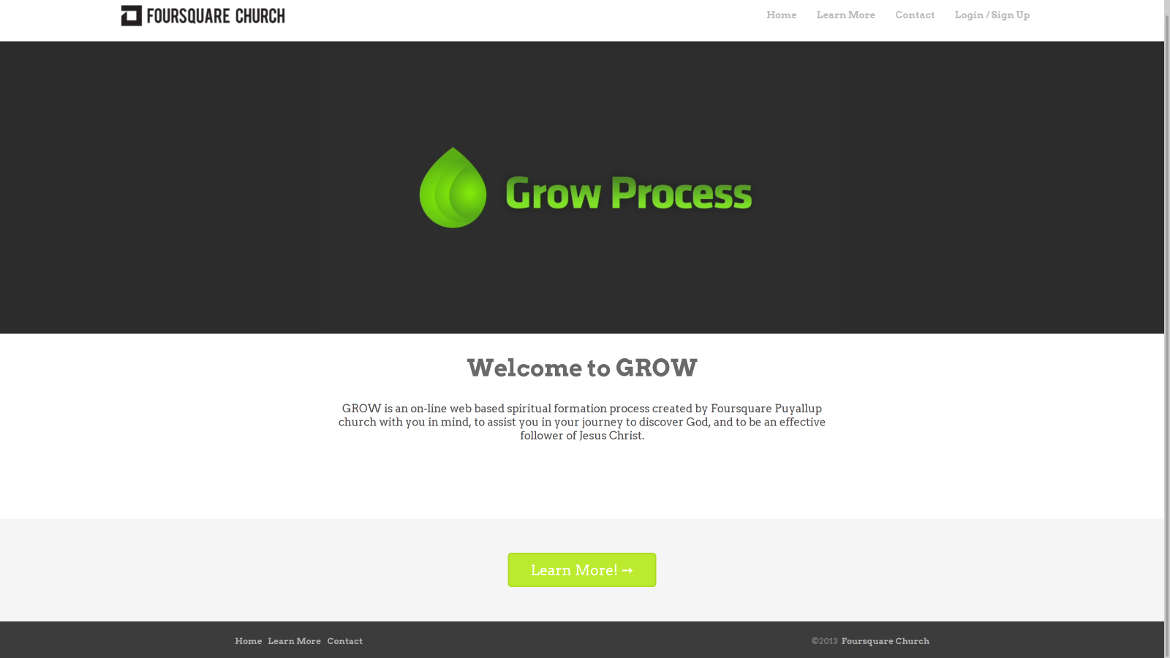 FOURSQUARE CHURCH
Home Learn More Contact Login / Sign Up
Grow Process
Welcome to GROW
GROW is an on-line web based spiritual formation process created by Foursquare Puyallup
church with you in mind, to assist you in your journey to discover God, and to be an effective
follower of Jesus Christ.
Learn More! →
Home Learn More Contact
©2013 Foursquare Church